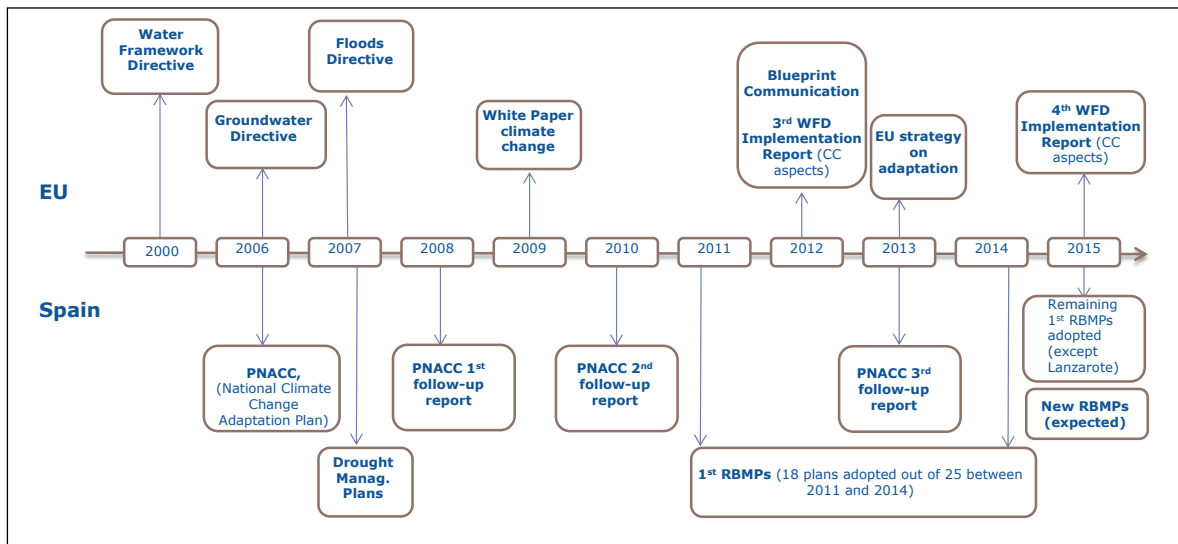 Water
Framework
Directive
Floods
Directive
Groundwater
Directive
White Paper
climate
change
Blueprint
Communication
3rd WFD
Implementation
Report (CC
aspects)
EU strategy
on
adaptation
4th WFD
Implementation
Report (CC
aspects)
EU
2000
2006
2007
2008
2009
2010
2011
2012
2013
2014
2015
Spain
PNACC,
(National Climate
Change
Adaptation Plan)
Drought
Manag.
Plans
PNACC 1st
follow-up
report
PNACC 2nd
follow-up
report
PNACC 3rd
follow-up
report
1st RBMPs (18 plans adopted out of 25 between
2011 and 2014)
Remaining
1st RBMPs
adopted
(except
Lanzarote)
New RBMPs
(expected)